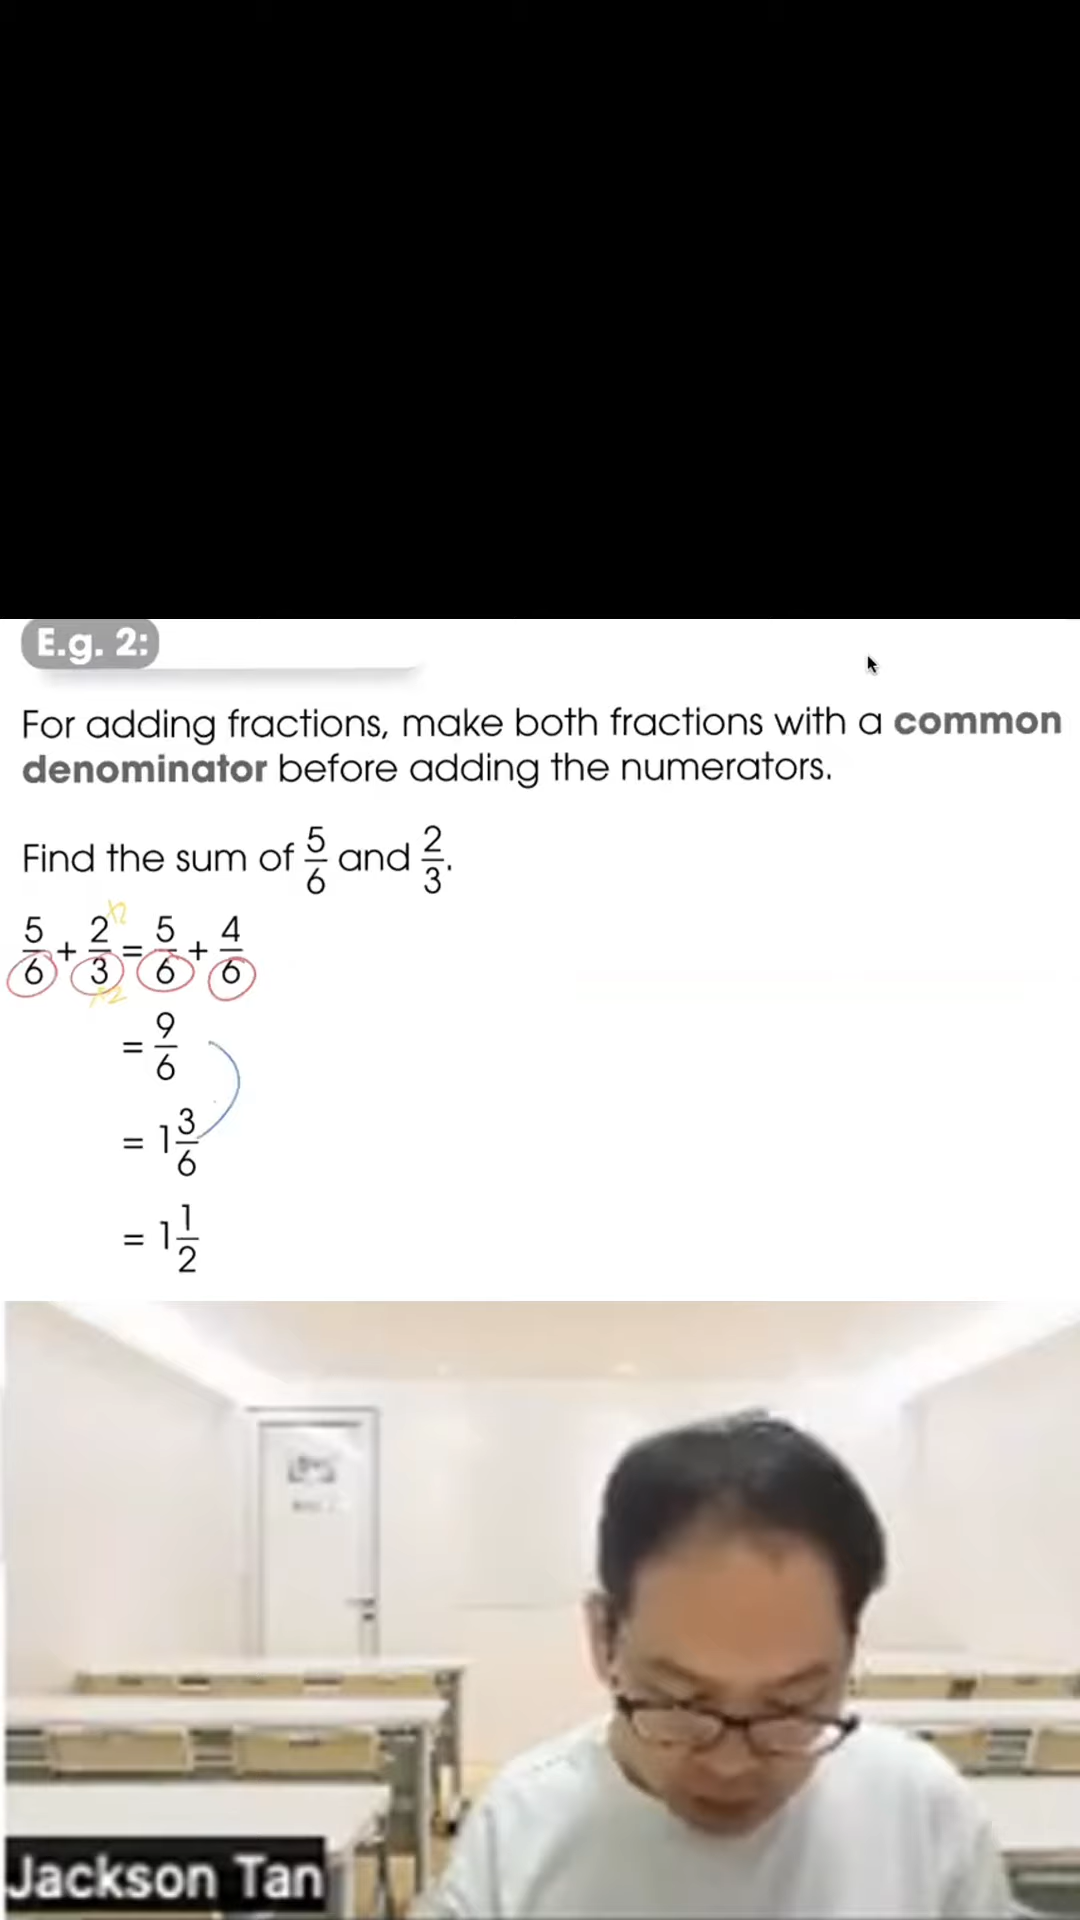 E.g. 2:
For adding fractions, make both fractions with a common
denominator before adding the numerators.
Find the sum of 5/6 and 2/3.
5/6 + 2/3 = 5/6 + 4/6
×2
×2
= 9/6
= 1 3/6
= 1 1/2
Jackson Tan